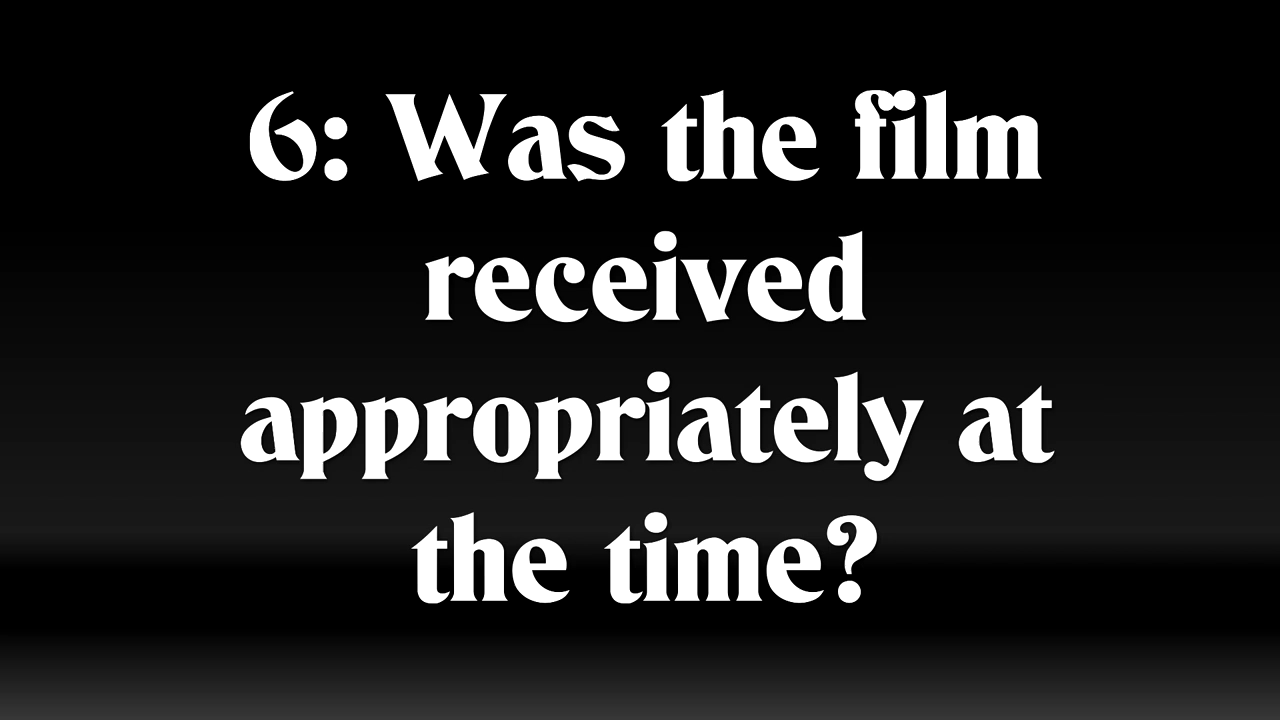 6: Was the film
received
appropriately at
the time?